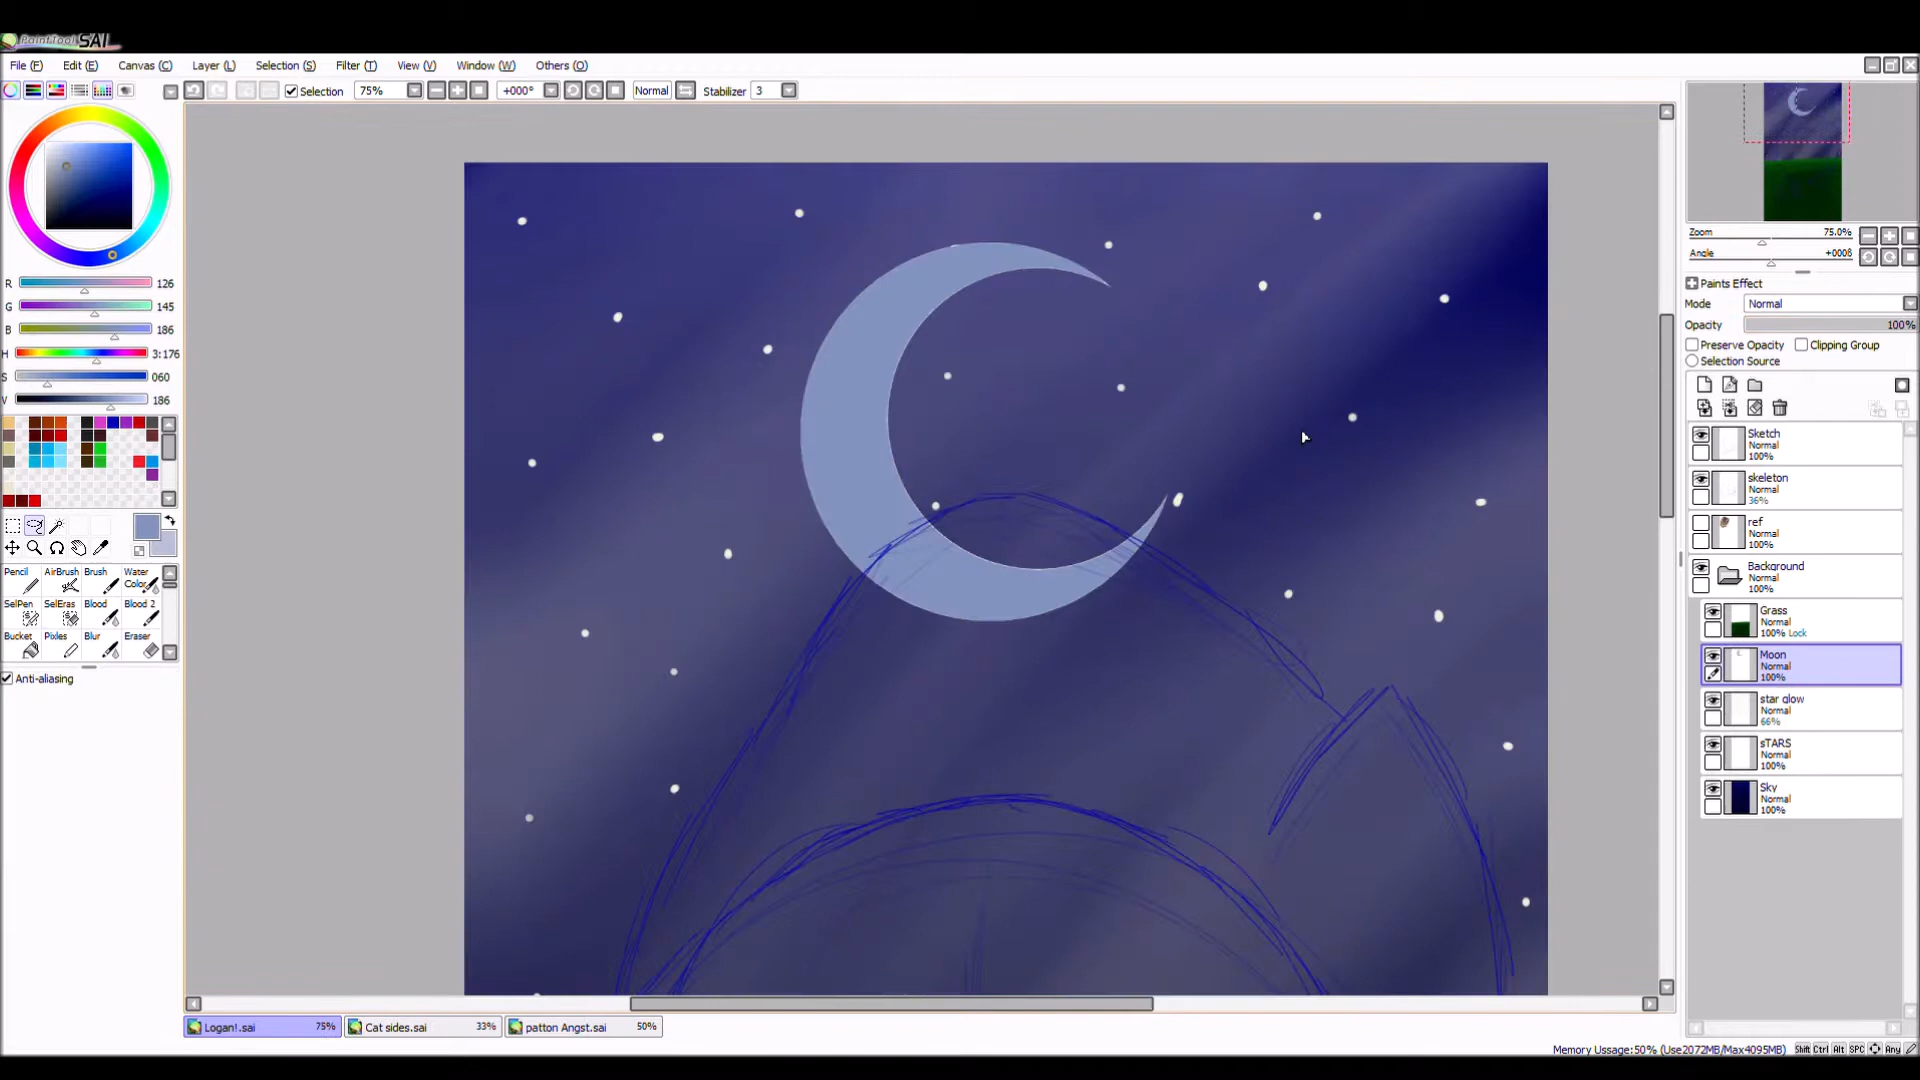 PaintTool SAI
File (F) Edit (E) Canvas (C) Layer (L) Selection (S) Filter (T) View (V) Window (W) Others (O)
Selection 75% +000° Normal Stabilizer 3
R 126
G 145
B 186
H 3:176
S 060
V 186
Pencil AirBrush Brush Water Color
SelPen SelEras Blood Blood 2
Bucket Pixles Blur Eraser
Anti-aliasing
Zoom 75.0%
Angle +000θ
Paints Effect
Mode Normal
Opacity 100%
Preserve Opacity Clipping Group
Selection Source
Sketch
Normal
100%
skeleton
Normal
36%
ref
Normal
100%
Background
Normal
100%
Grass
Normal
100% Lock
Moon
Normal
100%
star glow
Normal
66%
sTARS
Normal
100%
Sky
Normal
100%
Logan!.sai 75% Cat sides.sai 33% patton Angst.sai 50%
Memory Ussage:50% (Use2072MB/Max4095MB) Shift Ctrl Alt SPC Any